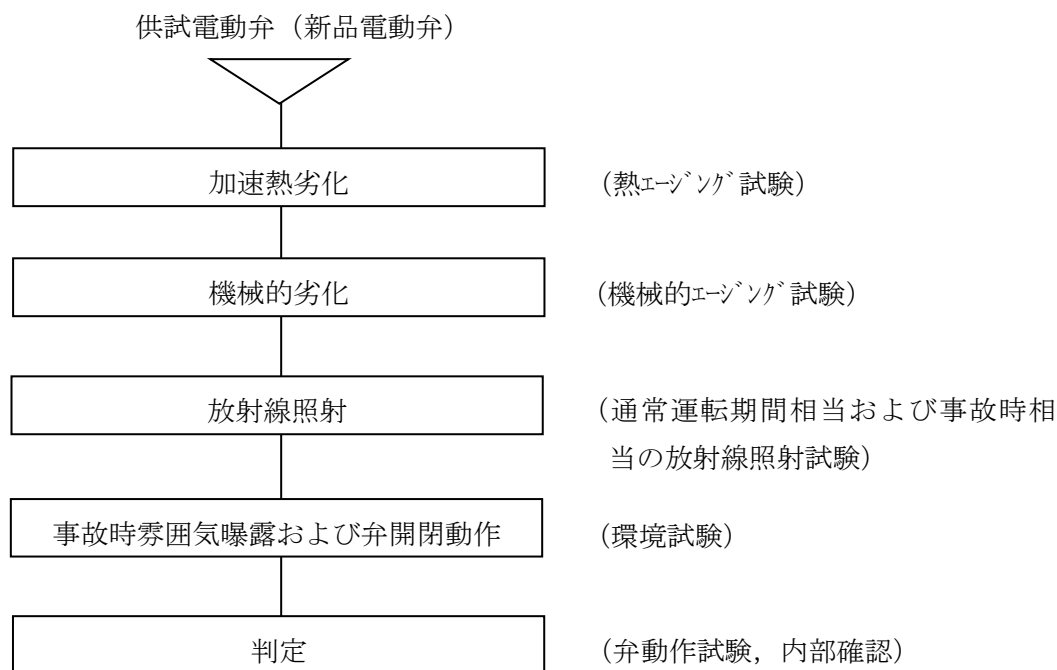 供試電動弁（新品電動弁）
加速熱劣化
（熱ｴｰｼﾞﾝｸﾞ試験）
機械的劣化
（機械的ｴｰｼﾞﾝｸﾞ試験）
放射線照射
（通常運転期間相当および事故時相
当の放射線照射試験）
事故時雰囲気曝露および弁開閉動作
（環境試験）
判定
（弁動作試験，内部確認）